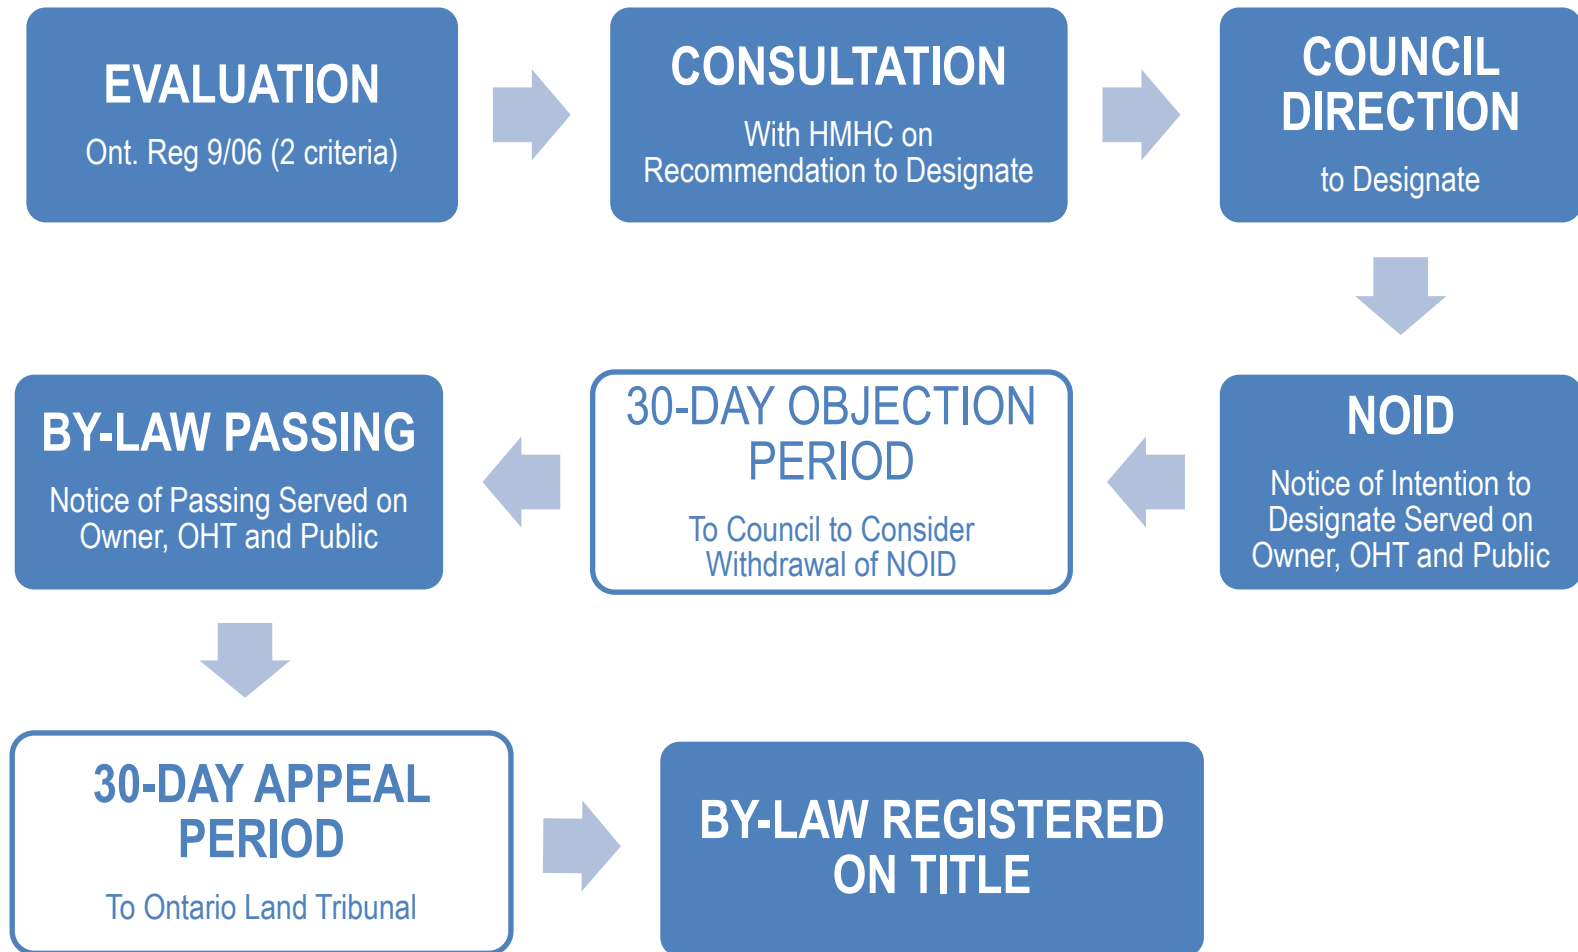 EVALUATION
Ont. Reg 9/06 (2 criteria)
CONSULTATION
With HMHC on
Recommendation to Designate
COUNCIL
DIRECTION
to Designate
NOID
Notice of Intention to
Designate Served on
Owner, OHT and Public
30-DAY OBJECTION
PERIOD
To Council to Consider
Withdrawal of NOID
BY-LAW PASSING
Notice of Passing Served on
Owner, OHT and Public
30-DAY APPEAL
PERIOD
To Ontario Land Tribunal
BY-LAW REGISTERED
ON TITLE